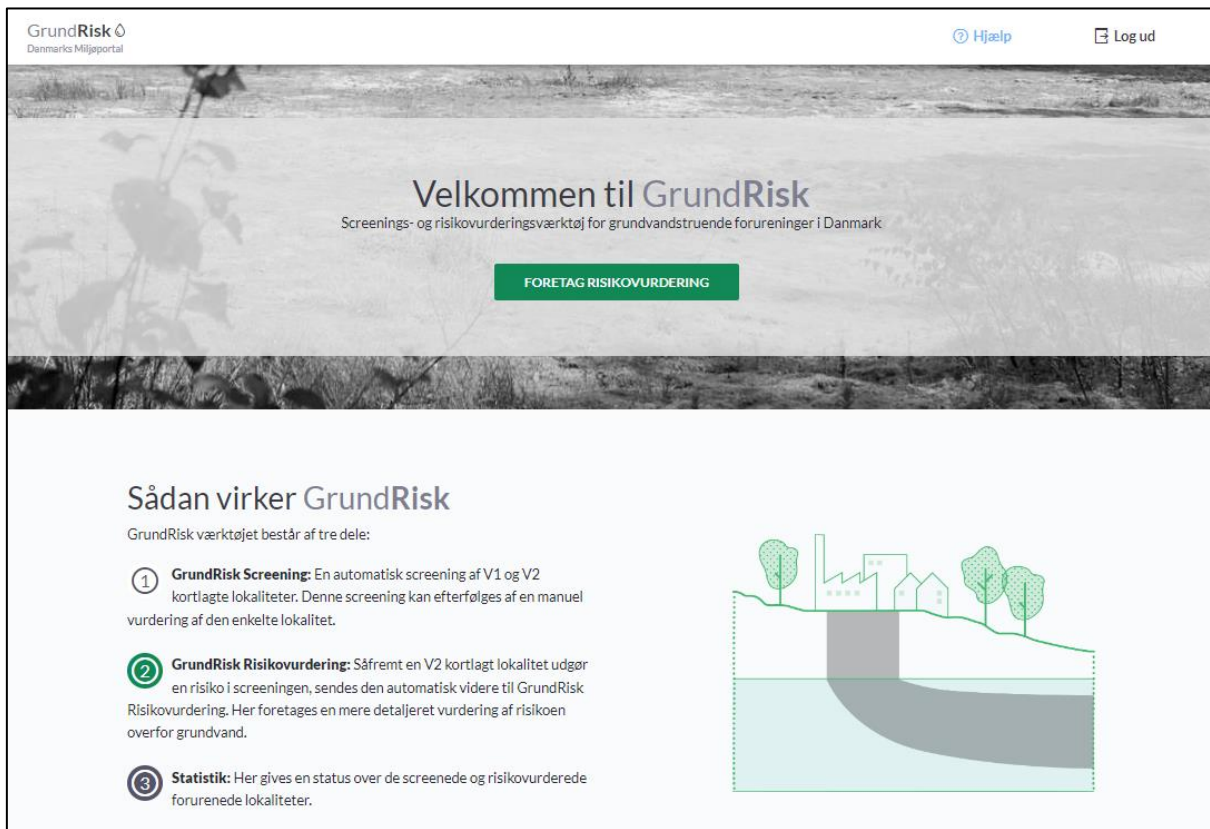 GrundRisk
Danmarks Miljøportal
Hjælp
Log ud
Velkommen til GrundRisk
Screenings- og risikovurderingsværktøj for grundvandstruende forureninger i Danmark
FORETAG RISIKOVURDERING
Sådan virker GrundRisk
GrundRisk værktøjet består af tre dele:
1 GrundRisk Screening: En automatisk screening af V1 og V2
kortlagte lokaliteter. Denne screening kan efterfølges af en manuel
vurdering af den enkelte lokalitet.
2 GrundRisk Risikovurdering: Såfremt en V2 kortlagt lokalitet udgør
en risiko i screeningen, sendes den automatisk videre til GrundRisk
Risikovurdering. Her foretages en mere detaljeret vurdering af risikoen
overfor grundvand.
3 Statistik: Her gives en status over de screenede og risikovurderede
forurenede lokaliteter.